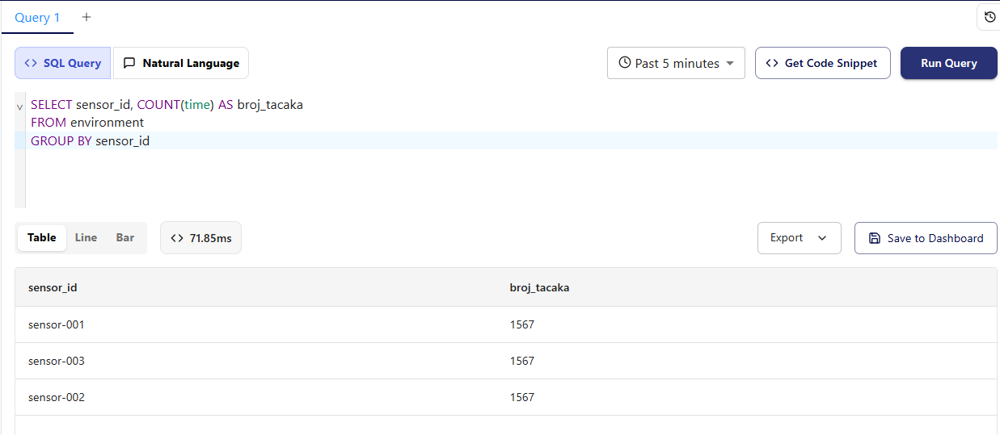 Query 1
SQL Query Natural Language Past 5 minutes Get Code Snippet Run Query
SELECT sensor_id, COUNT(time) AS broj_tacaka
FROM environment
GROUP BY sensor_id
Table Line Bar 71.85ms Export Save to Dashboard
sensor_id broj_tacaka
sensor-001 1567
sensor-003 1567
sensor-002 1567